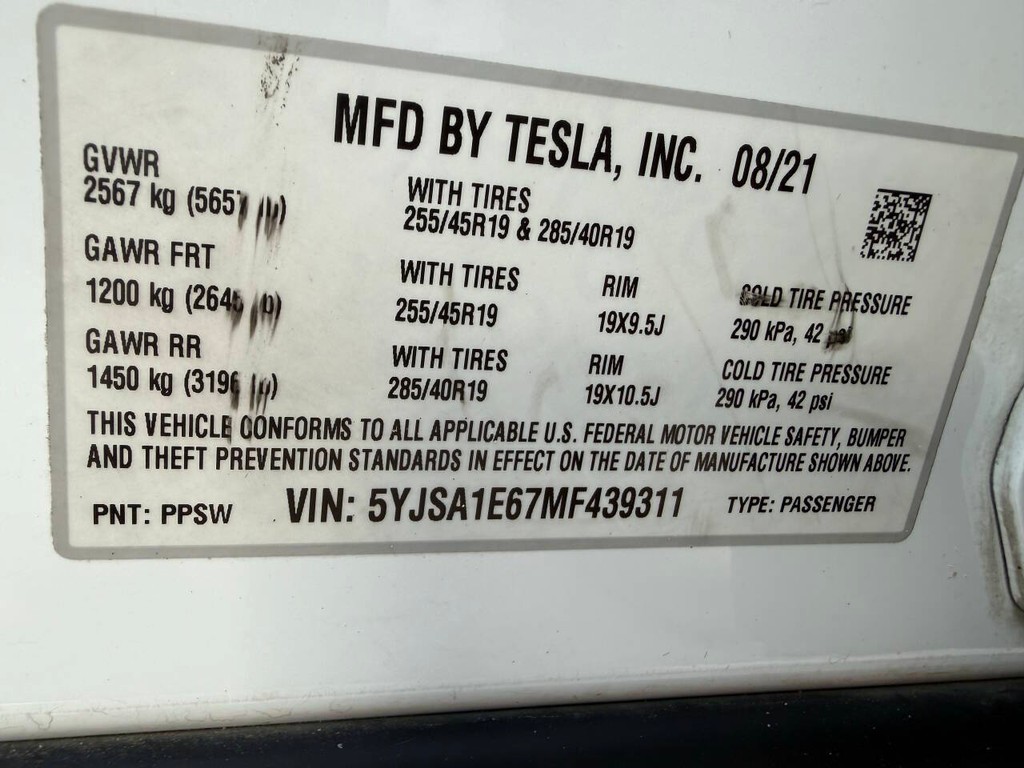 MFD BY TESLA, INC. 08/21
GVWR
2567 kg
WITH TIRES
255/45R19 & 285/40R19
GAWR FRT
1200 kg
WITH TIRES
255/45R19
RIM
19X9.5J
COLD TIRE PRESSURE
290 kPa, 42 psi
GAWR RR
1450 kg
WITH TIRES
285/40R19
RIM
19X10.5J
COLD TIRE PRESSURE
290 kPa, 42 psi
THIS VEHICLE CONFORMS TO ALL APPLICABLE U.S. FEDERAL MOTOR VEHICLE SAFETY, BUMPER
AND THEFT PREVENTION STANDARDS IN EFFECT ON THE DATE OF MANUFACTURE SHOWN ABOVE.
PNT: PPSW VIN: 5YJSA1E67MF439311 TYPE: PASSENGER